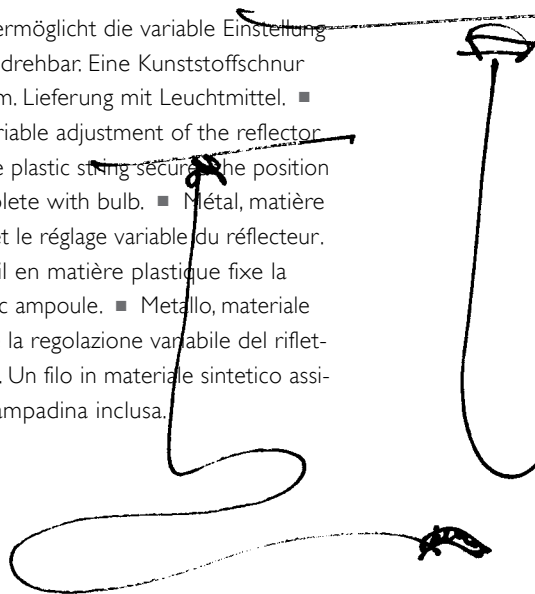 ermöglicht die variable Einstellung
drehbar. Eine Kunststoffschnur
m. Lieferung mit Leuchtmittel. ■
riable adjustment of the reflector
e plastic string secures the position
plete with bulb. ■ Métal, matière
et le réglage variable du réflecteur.
il en matière plastique fixe la
c ampoule. ■ Metallo, materiale
la regolazione variabile del riflet-
. Un filo in materiale sintetico assi-
ampadina inclusa.